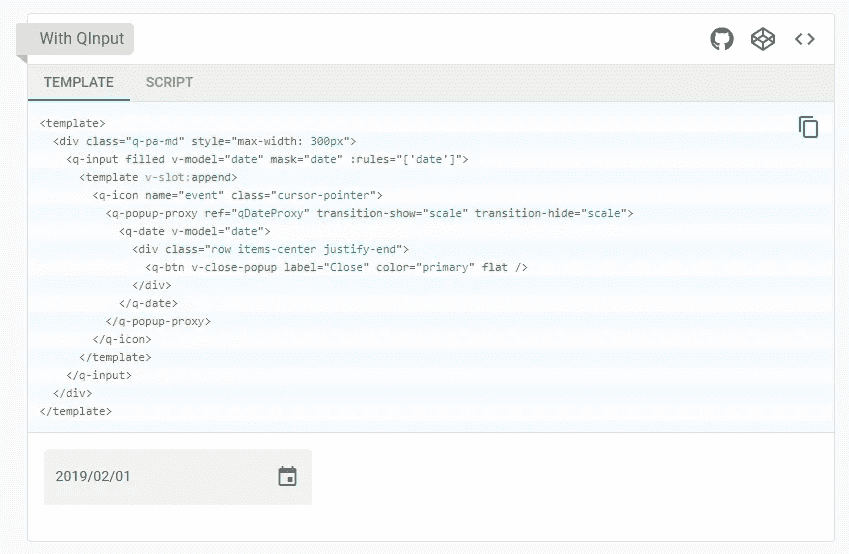 With QInput
TEMPLATE SCRIPT
<template>
  <div class="q-pa-md" style="max-width: 300px">
    <q-input filled v-model="date" mask="date" :rules="['date']">
      <template v-slot:append>
        <q-icon name="event" class="cursor-pointer">
          <q-popup-proxy ref="qDateProxy" transition-show="scale" transition-hide="scale">
            <q-date v-model="date">
              <div class="row items-center justify-end">
                <q-btn v-close-popup label="Close" color="primary" flat />
              </div>
            </q-date>
          </q-popup-proxy>
        </q-icon>
      </template>
    </q-input>
  </div>
</template>
2019/02/01